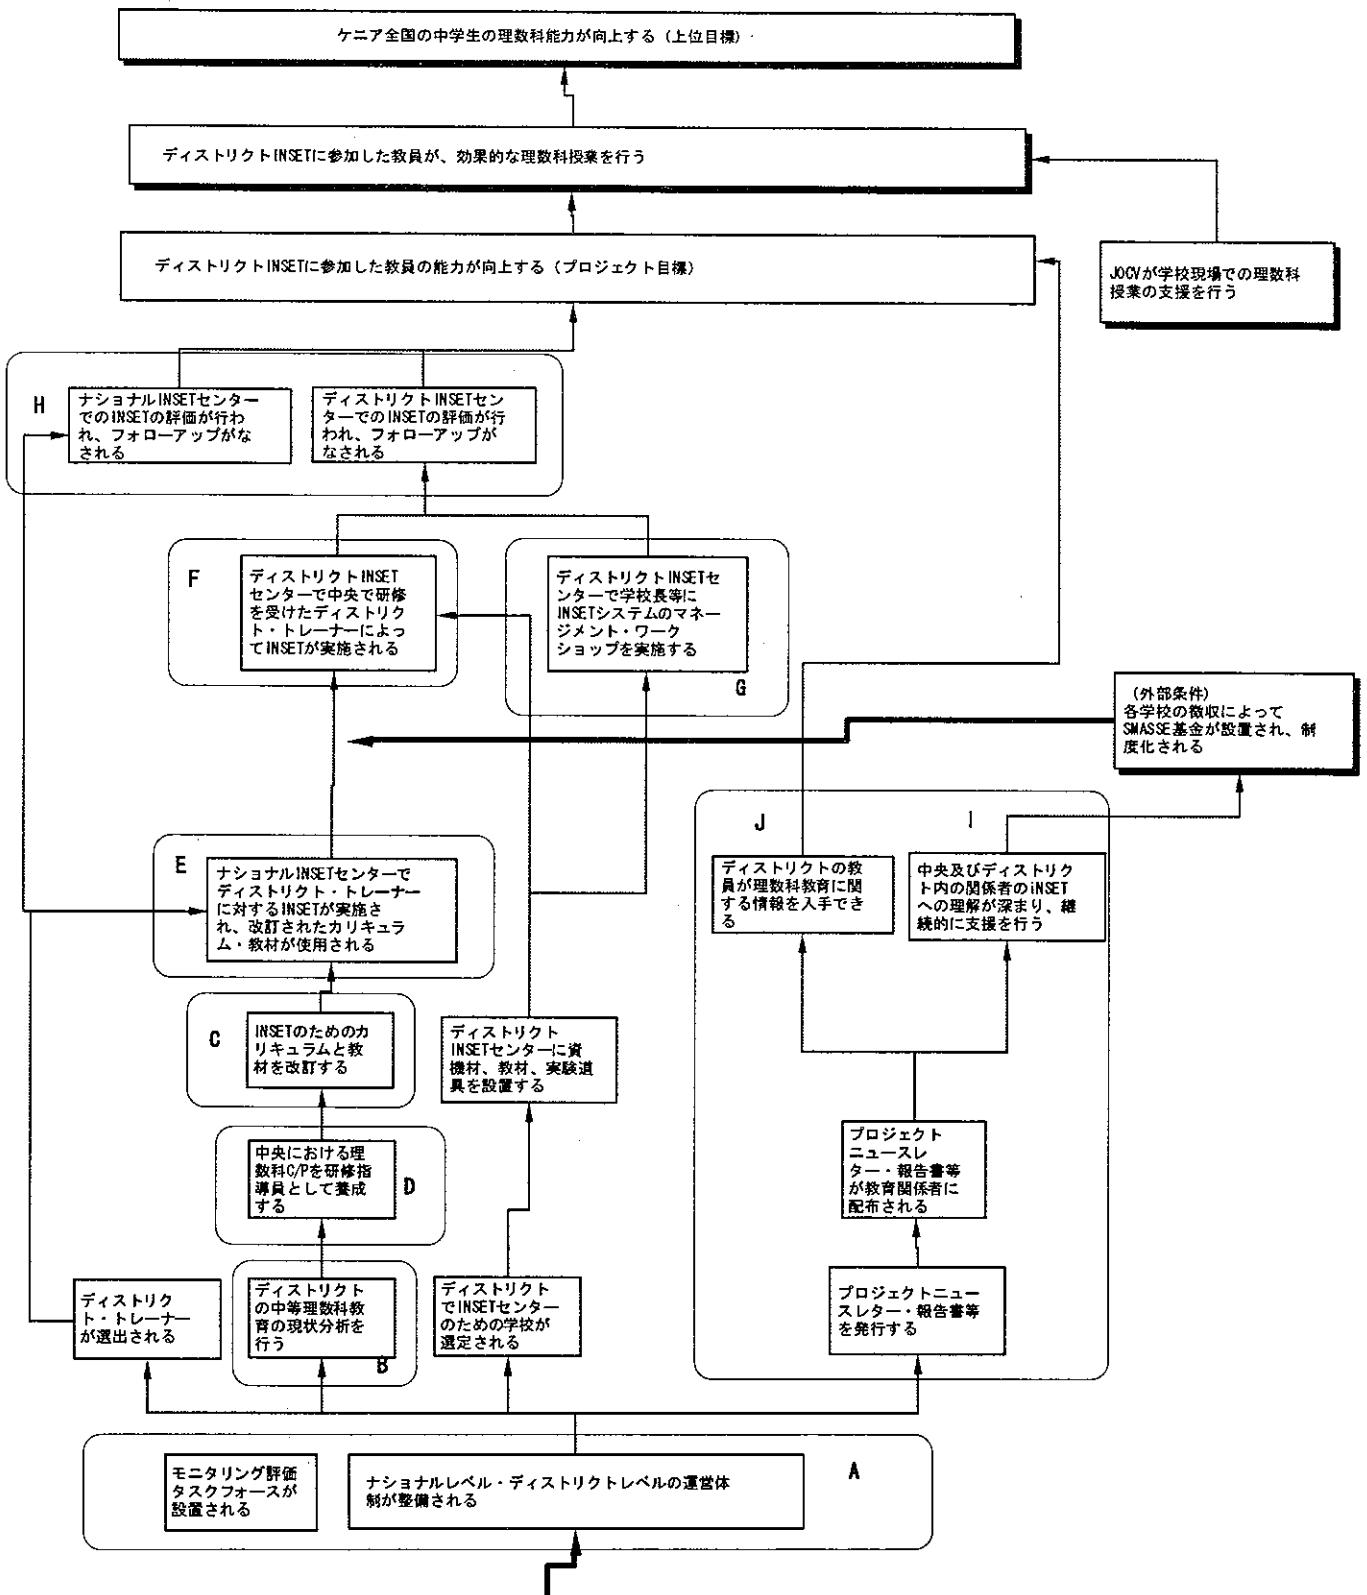 ケニア全国の中学生の理数科能力が向上する（上位目標）
ディストリクトINSETに参加した教員が、効果的な理数科授業を行う
ディストリクトINSETに参加した教員の能力が向上する（プロジェクト目標）
JOCVが学校現場での理数科
授業の支援を行う
H
ナショナルINSETセンター
でのINSETの評価が行わ
れ、フォローアップがな
される
ディストリクトINSETセン
ターでのINSETの評価が行
われ、フォローアップが
なされる
F
ディストリクトINSET
センターで中央で研修
を受けたディストリク
ト・トレーナーによっ
てINSETが実施される
ディストリクトINSETセ
ンターで学校長等に
INSETシステムのマネー
ジメント・ワーク
ショップを実施する
G
（外部条件）
各学校の徴収によって
SMASSE基金が設置され、制
度化される
E
ナショナルINSETセンターで
ディストリクト・トレーナー
に対するINSETが実施さ
れ、改訂されたカリキュラ
ム・教材が使用される
J
ディストリクトの教
員が理数科教育に関
する情報を入手でき
る
I
中央及びディストリク
ト内の関係者のINSET
への理解が深まり、継
続的に支援を行う
C
INSETのためのカ
リキュラムと教
材を改訂する
ディストリクト
INSETセンターに資
機材、教材、実験道
具を設置する
中央における理
数科C/Pを研修指
導員として養成
する
D
プロジェクト
ニュースレ
ター・報告書等
が教育関係者に
配布される
ディストリク
ト・トレーナー
が選出される
ディストリクト
の中等理数科教
育の現状分析を
行う
B
ディストリクト
でINSETセンター
のための学校が
選定される
プロジェクトニュー
スレター・報告書等
を発行する
モニタリング評価
タスクフォースが
設置される
ナショナルレベル・ディストリクトレベルの運営体
制が整備される
A